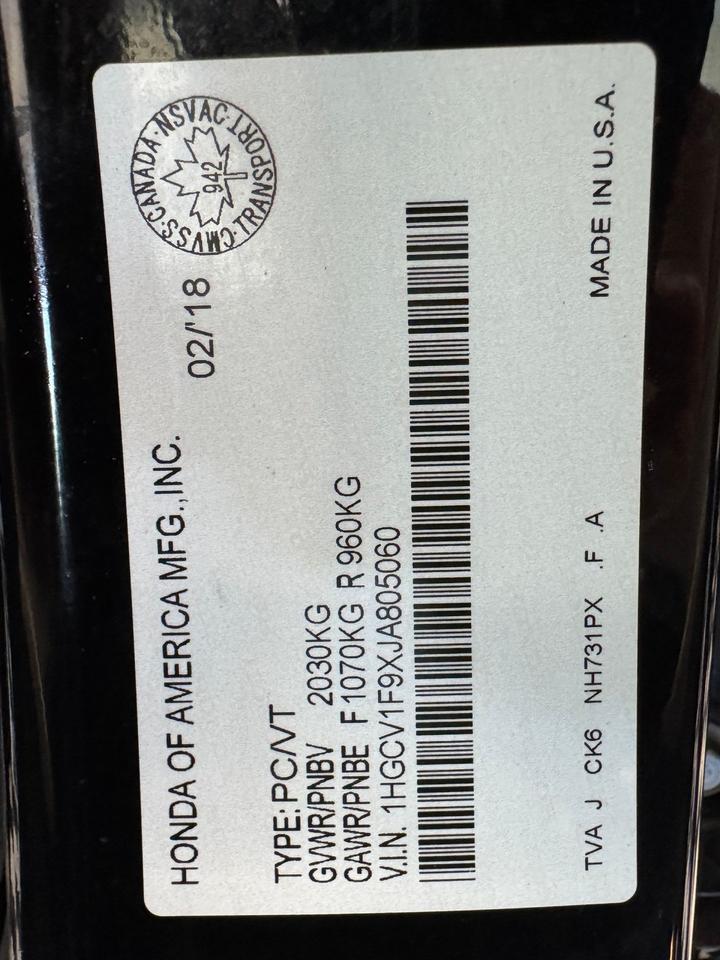 HONDA OF AMERICA MFG.,INC.
02/'18
CMVSS·CANADA·NSVAC·TRANSPORT·
942
TYPE:PC/VT
GVWR/PNBV 2030KG
GAWR/PNBE F 1070KG R 960KG
V.I.N. 1HGCV1F9XJA805060
TVA J CK6 NH731PX .F .A
MADE IN U.S.A.